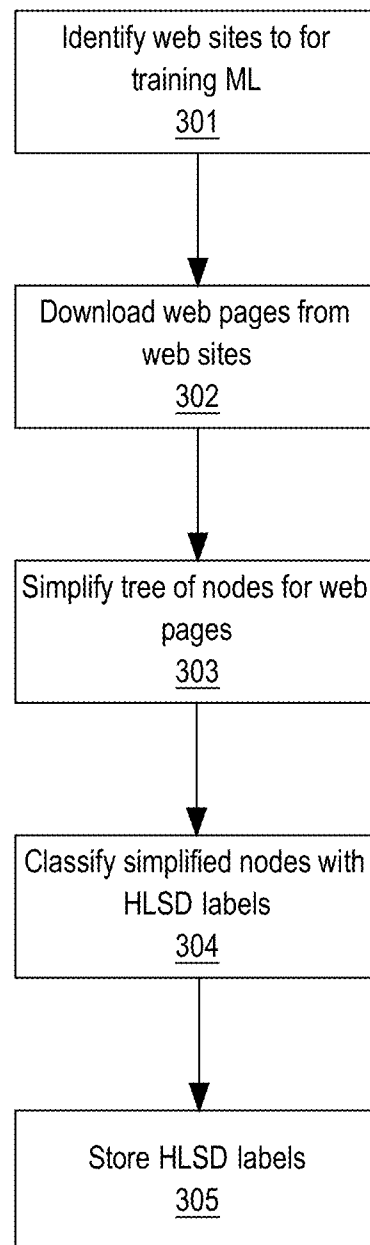 Identify web sites to for
training ML
301
Download web pages from
web sites
302
Simplify tree of nodes for web
pages
303
Classify simplified nodes with
HLSD labels
304
Store HLSD labels
305